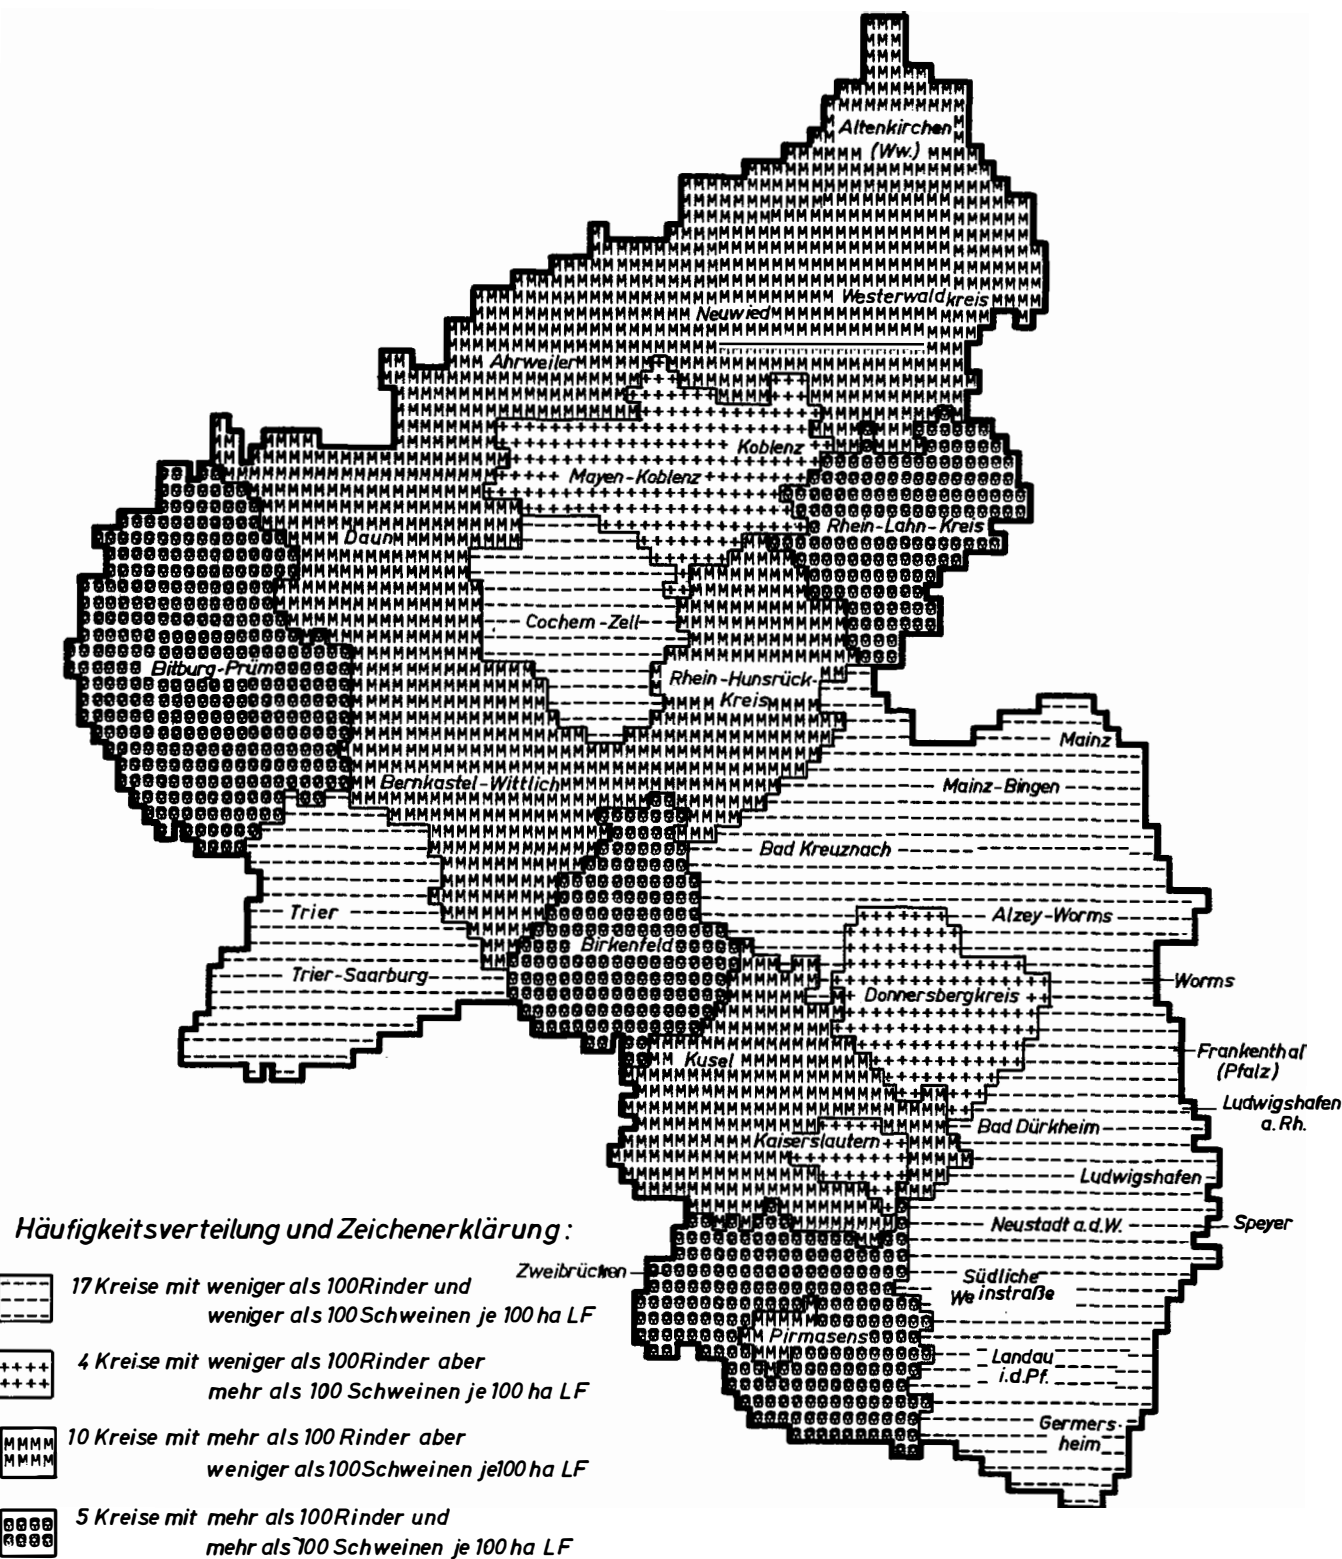 Altenkirchen
(Ww.)
Westerwaldkreis
Neuwied
Ahrweiler
Koblenz
Mayen-Koblenz
Rhein-Lahn-Kreis
Daun
Cochem-Zell
Bitburg-Prüm
Rhein-Hunsrück-
Kreis
Mainz
Bernkastel-Wittlich
Mainz-Bingen
Bad Kreuznach
Trier
Alzey-Worms
Birkenfeld
Trier-Saarburg
Worms
Donnersbergkreis
Kusel
Frankenthal
(Pfalz)
Ludwigshafen
a. Rh.
Bad Dürkheim
Kaiserslautern
Ludwigshafen
Neustadt a.d.W.
Speyer
Zweibrücken
Südliche
Weinstraße
Pirmasens
Landau
i.d.Pf.
Germers-
heim
Häufigkeitsverteilung und Zeichenerklärung:
17 Kreise mit weniger als 100 Rinder und
weniger als 100 Schweinen je 100 ha LF
4 Kreise mit weniger als 100 Rinder aber
mehr als 100 Schweinen je 100 ha LF
10 Kreise mit mehr als 100 Rinder aber
weniger als 100 Schweinen je 100 ha LF
5 Kreise mit mehr als 100 Rinder und
mehr als 100 Schweinen je 100 ha LF